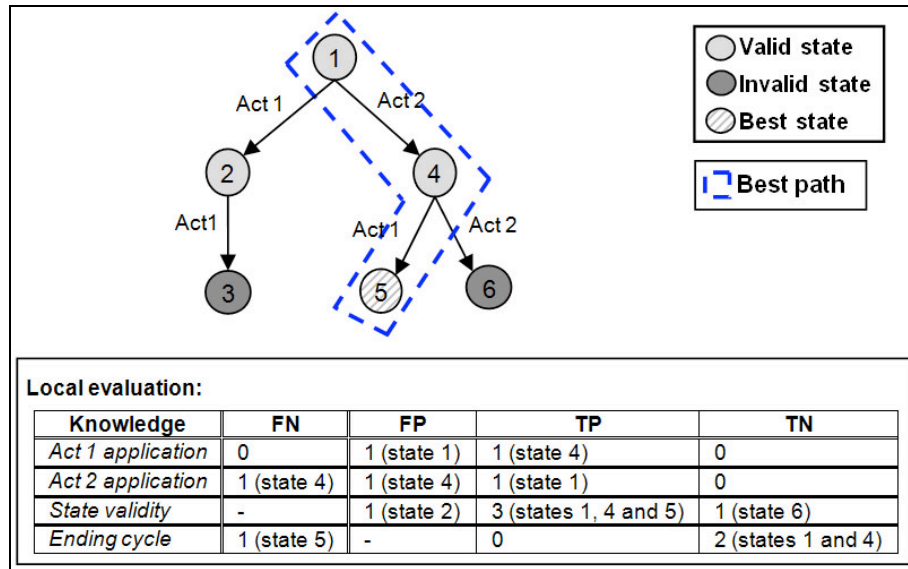 1
Act 1
Act 2
2
4
Act1
Act 1
Act 2
3
5
6
Valid state
Invalid state
Best state
Best path
Local evaluation:
Knowledge FN FP TP TN
Act 1 application 0 1 (state 1) 1 (state 4) 0
Act 2 application 1 (state 4) 1 (state 4) 1 (state 1) 0
State validity - 1 (state 2) 3 (states 1, 4 and 5) 1 (state 6)
Ending cycle 1 (state 5) - 0 2 (states 1 and 4)